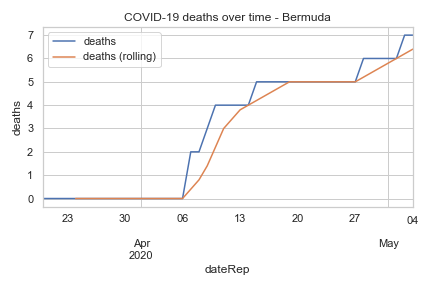 COVID-19 deaths over time - Bermuda
deaths
deaths (rolling)
deaths
7
6
5
4
3
2
1
0
23 30 06 13 20 27 04
Apr May
2020
dateRep